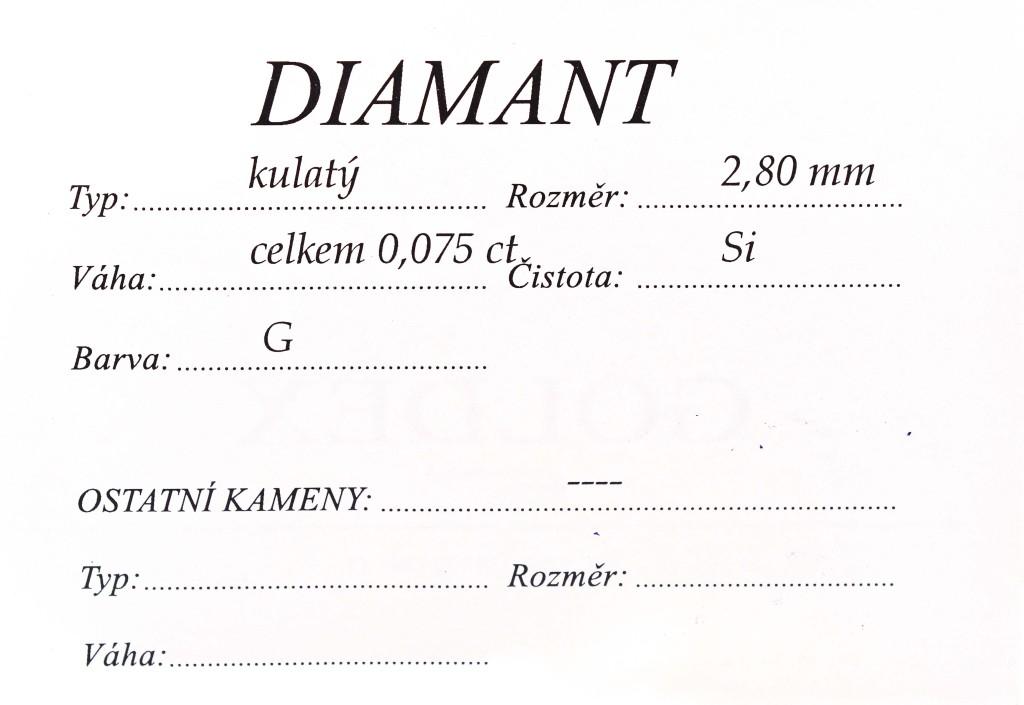 DIAMANT
Typ: kulatý Rozměr: 2,80 mm
Váha: celkem 0,075 ct Čistota: Si
Barva: G
OSTATNÍ KAMENY: ----
Typ: Rozměr:
Váha: